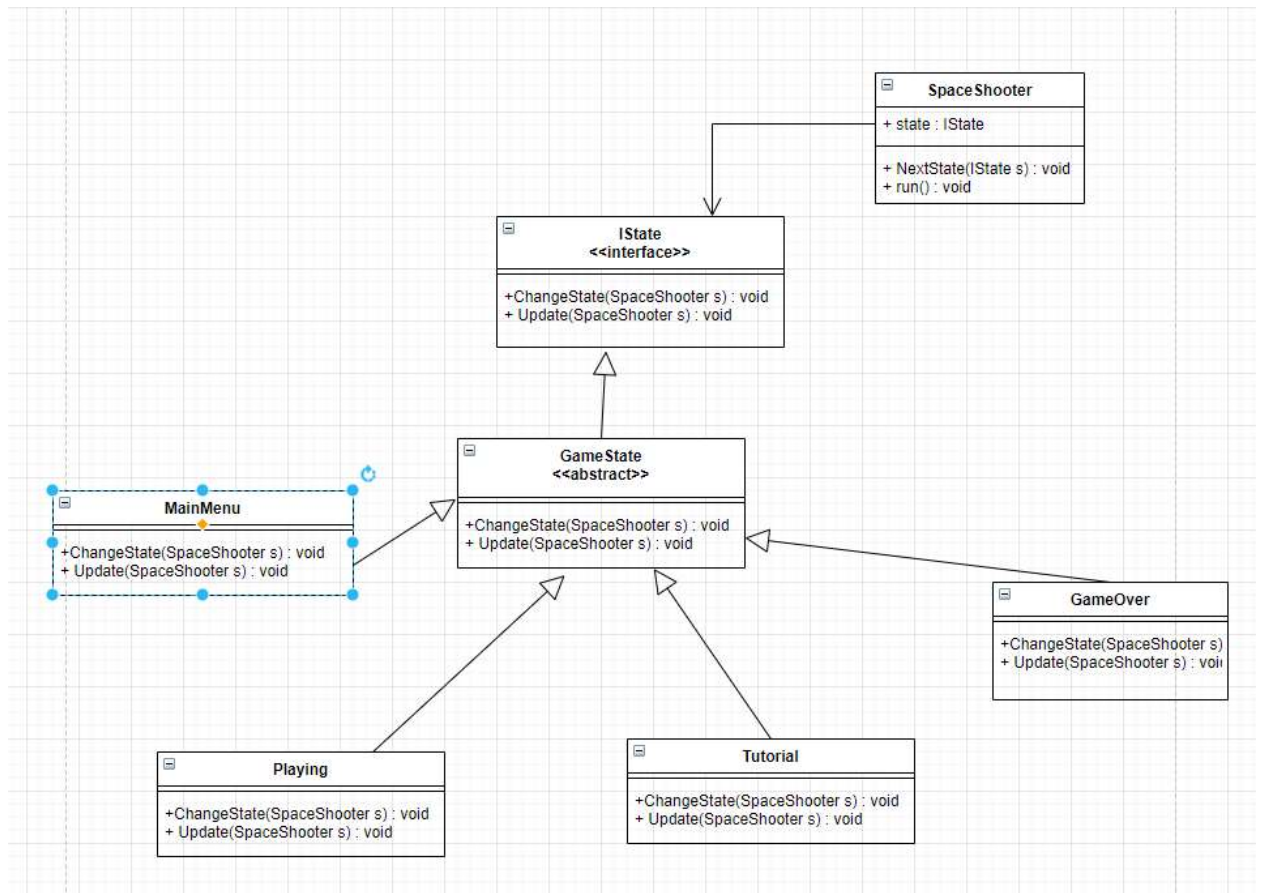 SpaceShooter
+ state : IState
+ NextState(IState s) : void
+ run() : void
IState
<<interface>>
+ChangeState(SpaceShooter s) : void
+ Update(SpaceShooter s) : void
GameState
<<abstract>>
+ChangeState(SpaceShooter s) : void
+ Update(SpaceShooter s) : void
MainMenu
+ChangeState(SpaceShooter s) : void
+ Update(SpaceShooter s) : void
GameOver
+ChangeState(SpaceShooter s)
+ Update(SpaceShooter s) : voi
Playing
+ChangeState(SpaceShooter s) : void
+ Update(SpaceShooter s) : void
Tutorial
+ChangeState(SpaceShooter s) : void
+ Update(SpaceShooter s) : void